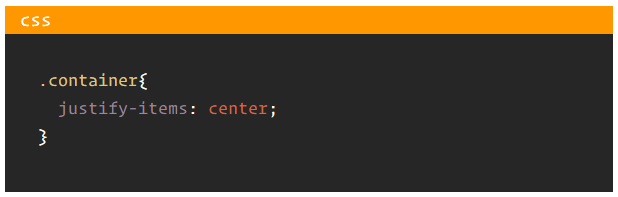 css
.container{
justify-items: center;
}